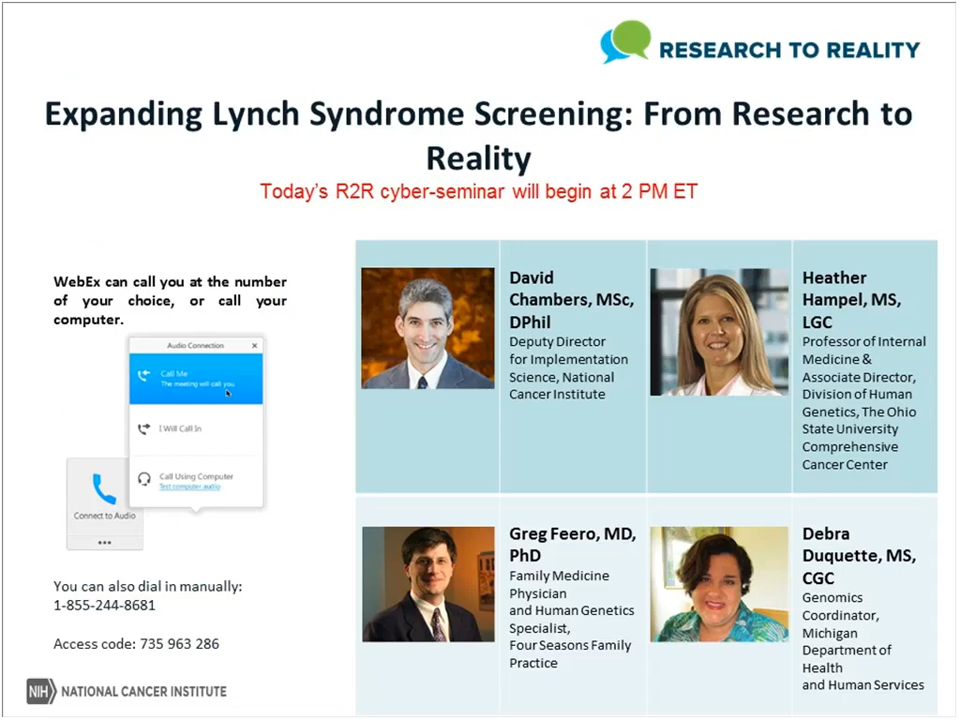 RESEARCH TO REALITY
Expanding Lynch Syndrome Screening: From Research to
Reality
Today's R2R cyber-seminar will begin at 2 PM ET
WebEx can call you at the number
of your choice, or call your
computer.
Audio Connection ×
Call Me
The meeting will call you.
I Will Call In
Call Using Computer
Test computer audio
Connect to Audio
You can also dial in manually:
1-855-244-8681
Access code: 735 963 286
NIH NATIONAL CANCER INSTITUTE
David
Chambers, MSc,
DPhil
Deputy Director
for Implementation
Science, National
Cancer Institute
Heather
Hampel, MS,
LGC
Professor of Internal
Medicine &
Associate Director,
Division of Human
Genetics, The Ohio
State University
Comprehensive
Cancer Center
Greg Feero, MD,
PhD
Family Medicine
Physician
and Human Genetics
Specialist,
Four Seasons Family
Practice
Debra
Duquette, MS,
CGC
Genomics
Coordinator,
Michigan
Department of
Health
and Human Services